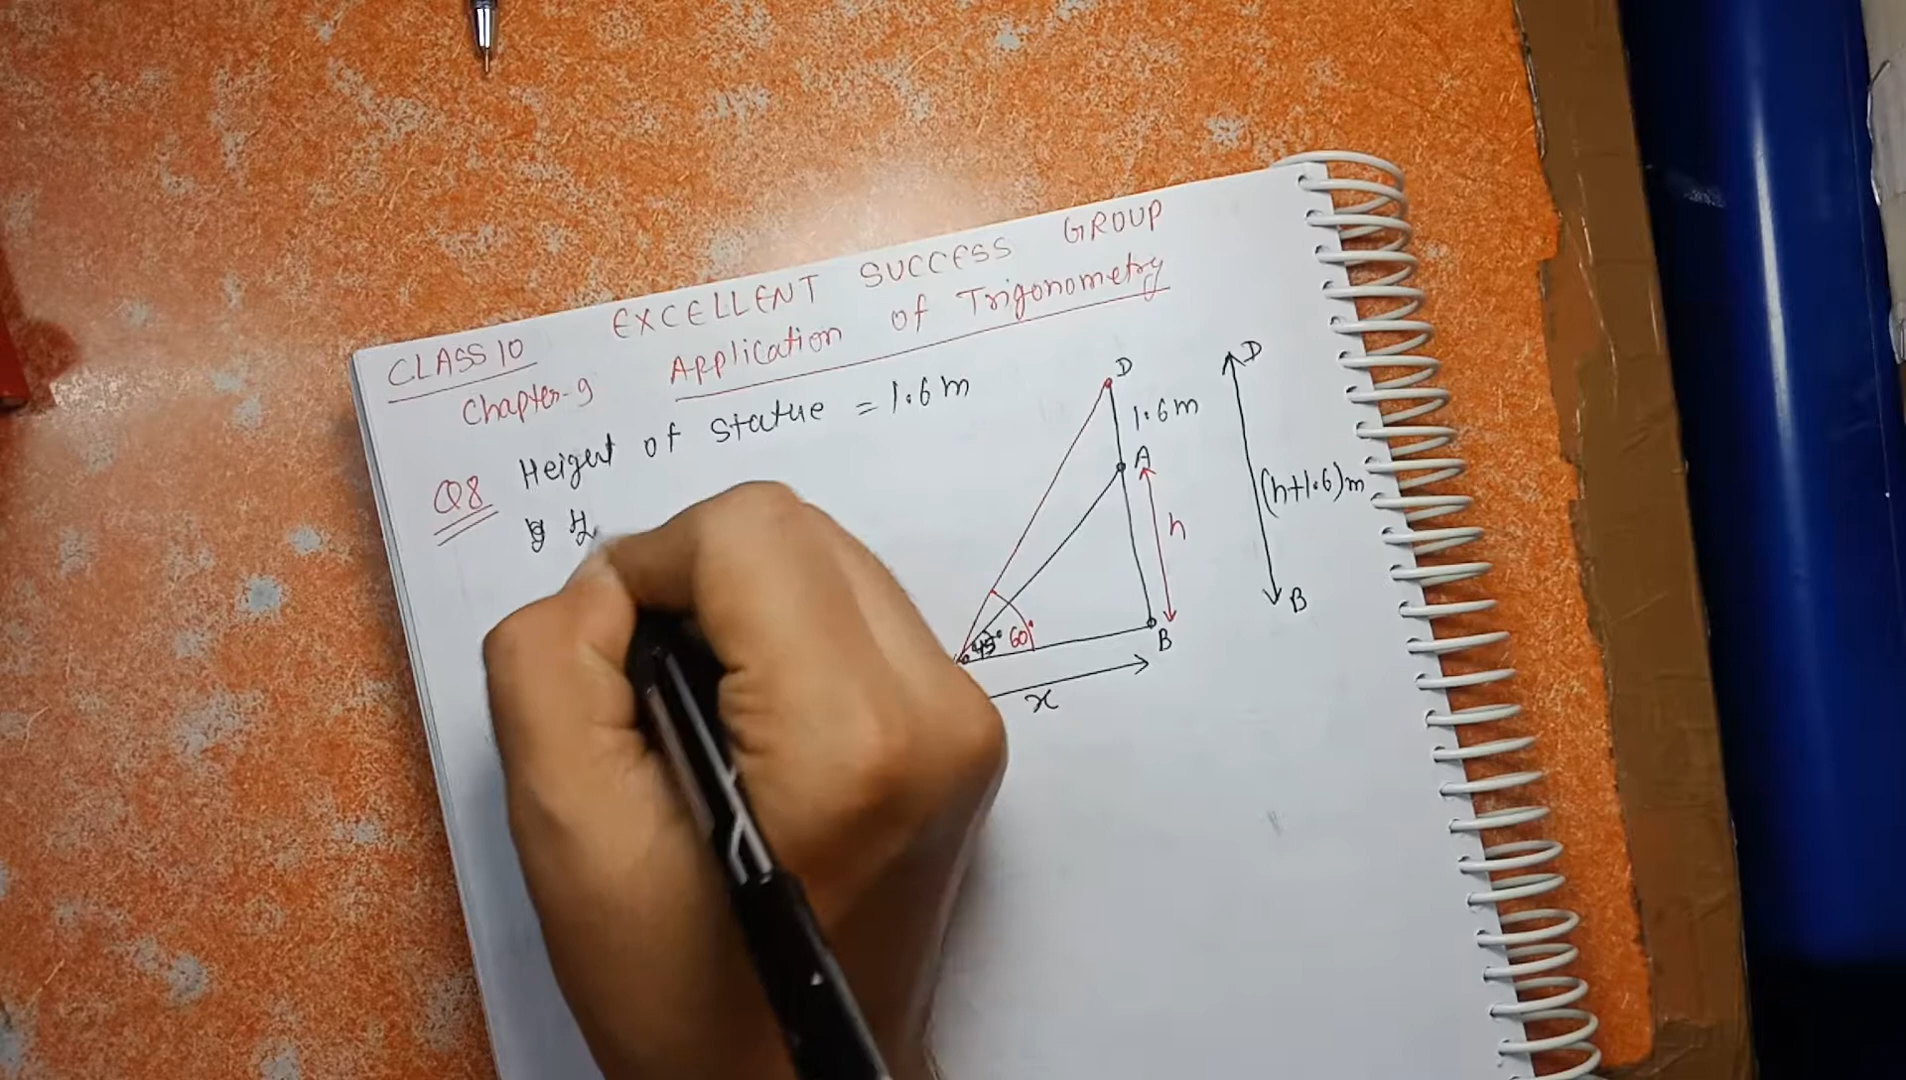 EXCELLENT SUCCESS GROUP
CLASS 10
Application of Trigonometry
Chapter-9
Q8 Height of Statue = 1.6 m
D
1.6m
A
h
B
45° 60°
x
D
(h+1.6)m
B